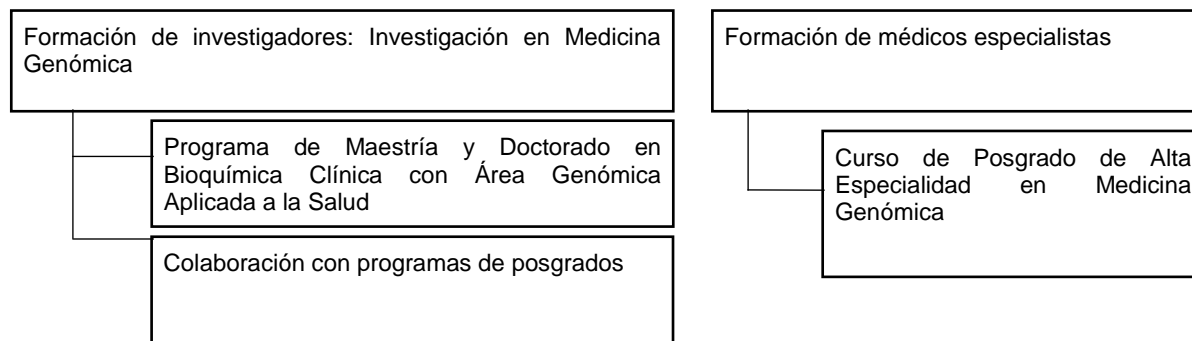 Formación de investigadores: Investigación en Medicina
Genómica
Programa de Maestría y Doctorado en
Bioquímica Clínica con Área Genómica
Aplicada a la Salud
Colaboración con programas de posgrados
Formación de médicos especialistas
Curso de Posgrado de Alta
Especialidad en Medicina
Genómica